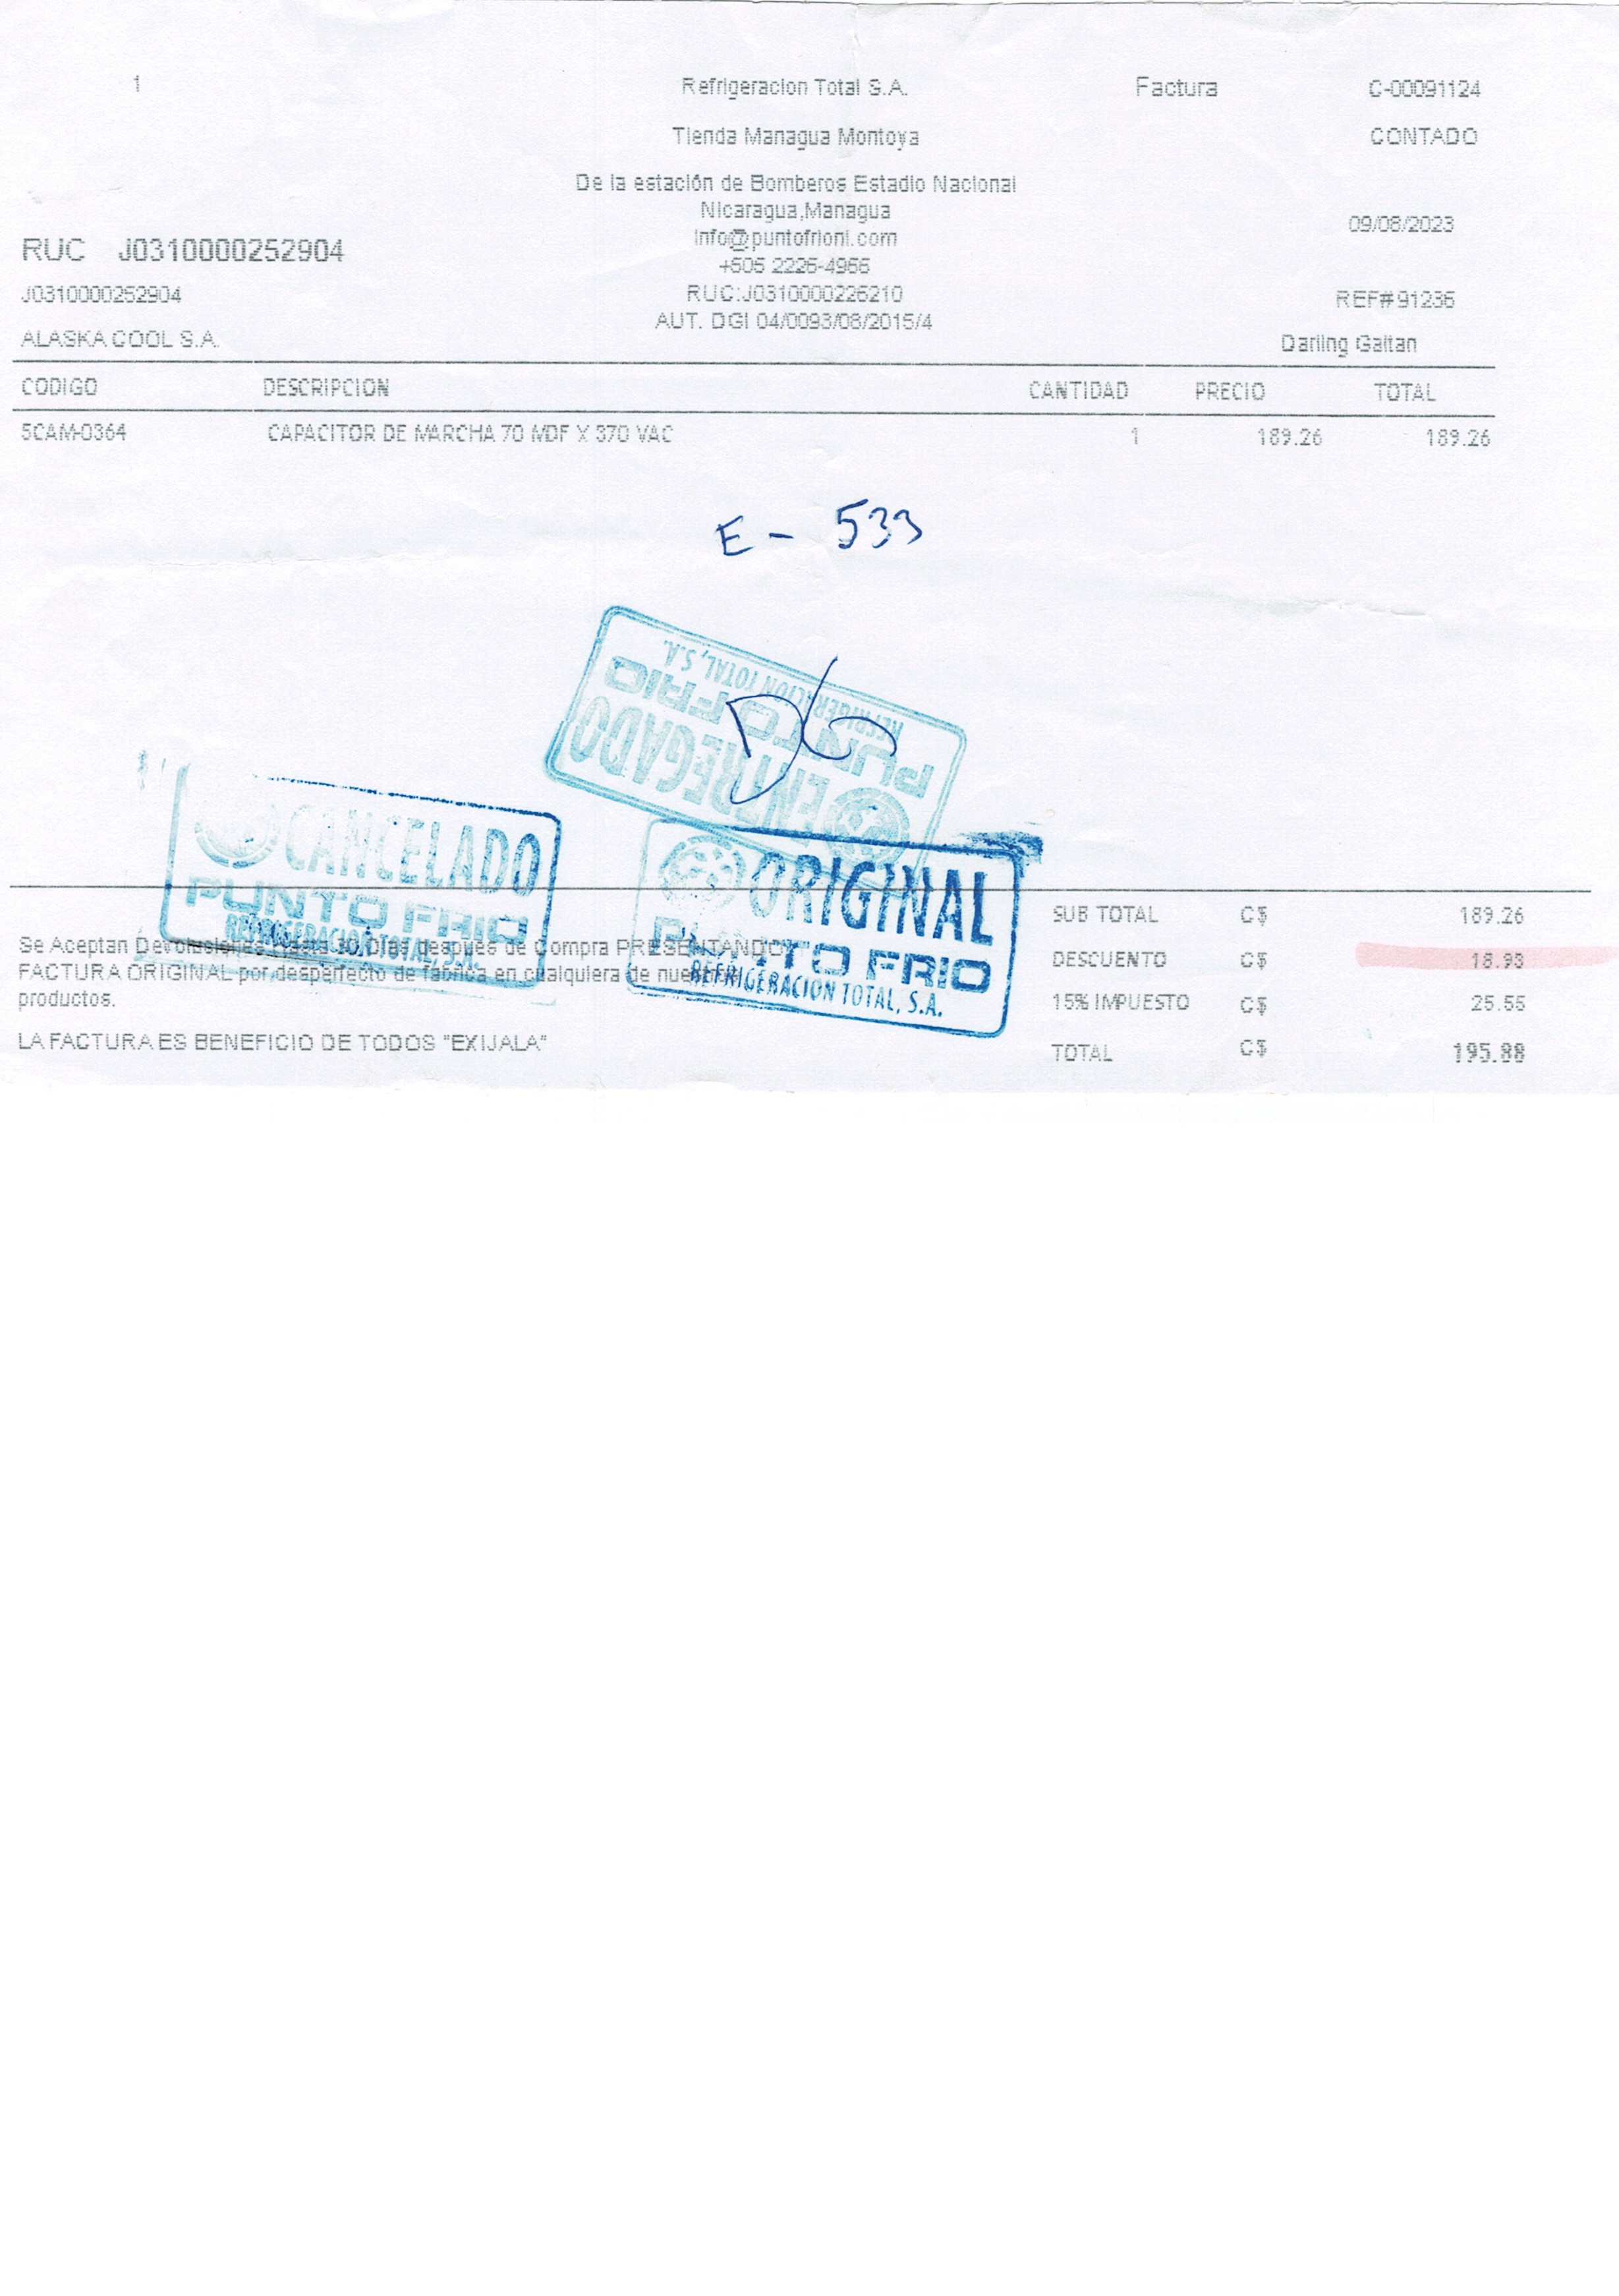 1 Refrigeracion Total S.A. Factura C-00091124
Tienda Managua Montoya CONTADO
De la estación de Bomberos Estadio Nacional
Nicaragua,Managua
09/08/2023
info@puntofrioni.com
RUC J0310000252904
+505 2226-4966
J0310000252904 RUC:J0310000226210 REF#91236
AUT. DGI 04/0093/08/2015/4
ALASKA COOL S.A. Darling Gaitan
CODIGO DESCRIPCION CANTIDAD PRECIO TOTAL
5CAM-0364 CAPACITOR DE MARCHA 70 MDF X 370 VAC 1 189.26 189.26
E - 533
ENTREGADO
PUNTO FRIO
REFRIGERACION TOTAL, S.A.
CANCELADO
PUNTO FRIO
REFRIGERACION TOTAL, S.A.
ORIGINAL
PUNTO FRIO
REFRIGERACION TOTAL, S.A.
SUB TOTAL C$ 189.26
Se Aceptan Devoluciones Hasta 30 Dias despues de Compra PRESENTANDO
DESCUENTO C$ 18.93
FACTURA ORIGINAL por desperfecto de fabrica en cualquiera de
productos.
15% IMPUESTO C$ 25.55
LA FACTURA ES BENEFICIO DE TODOS "EXIJALA"
TOTAL C$ 195.88